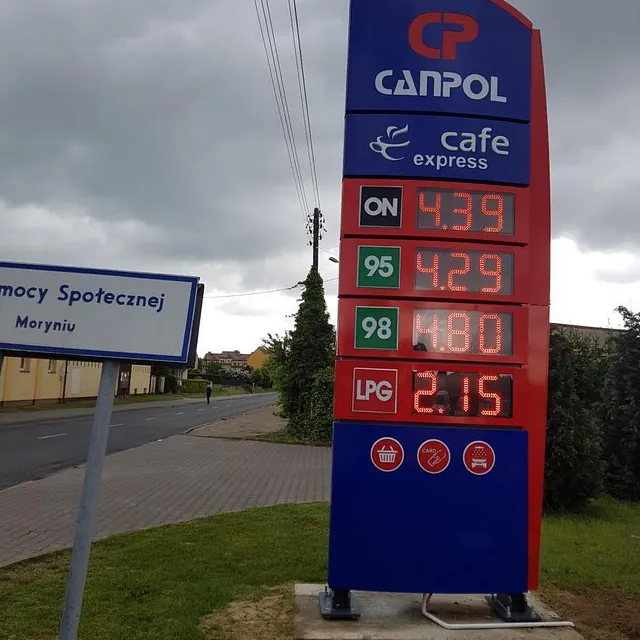 mocy Społecznej
Moryniu
CP
CANPOL
cafe
express
ON 4.39
95 4.29
98 4.80
LPG 2.15
CARD